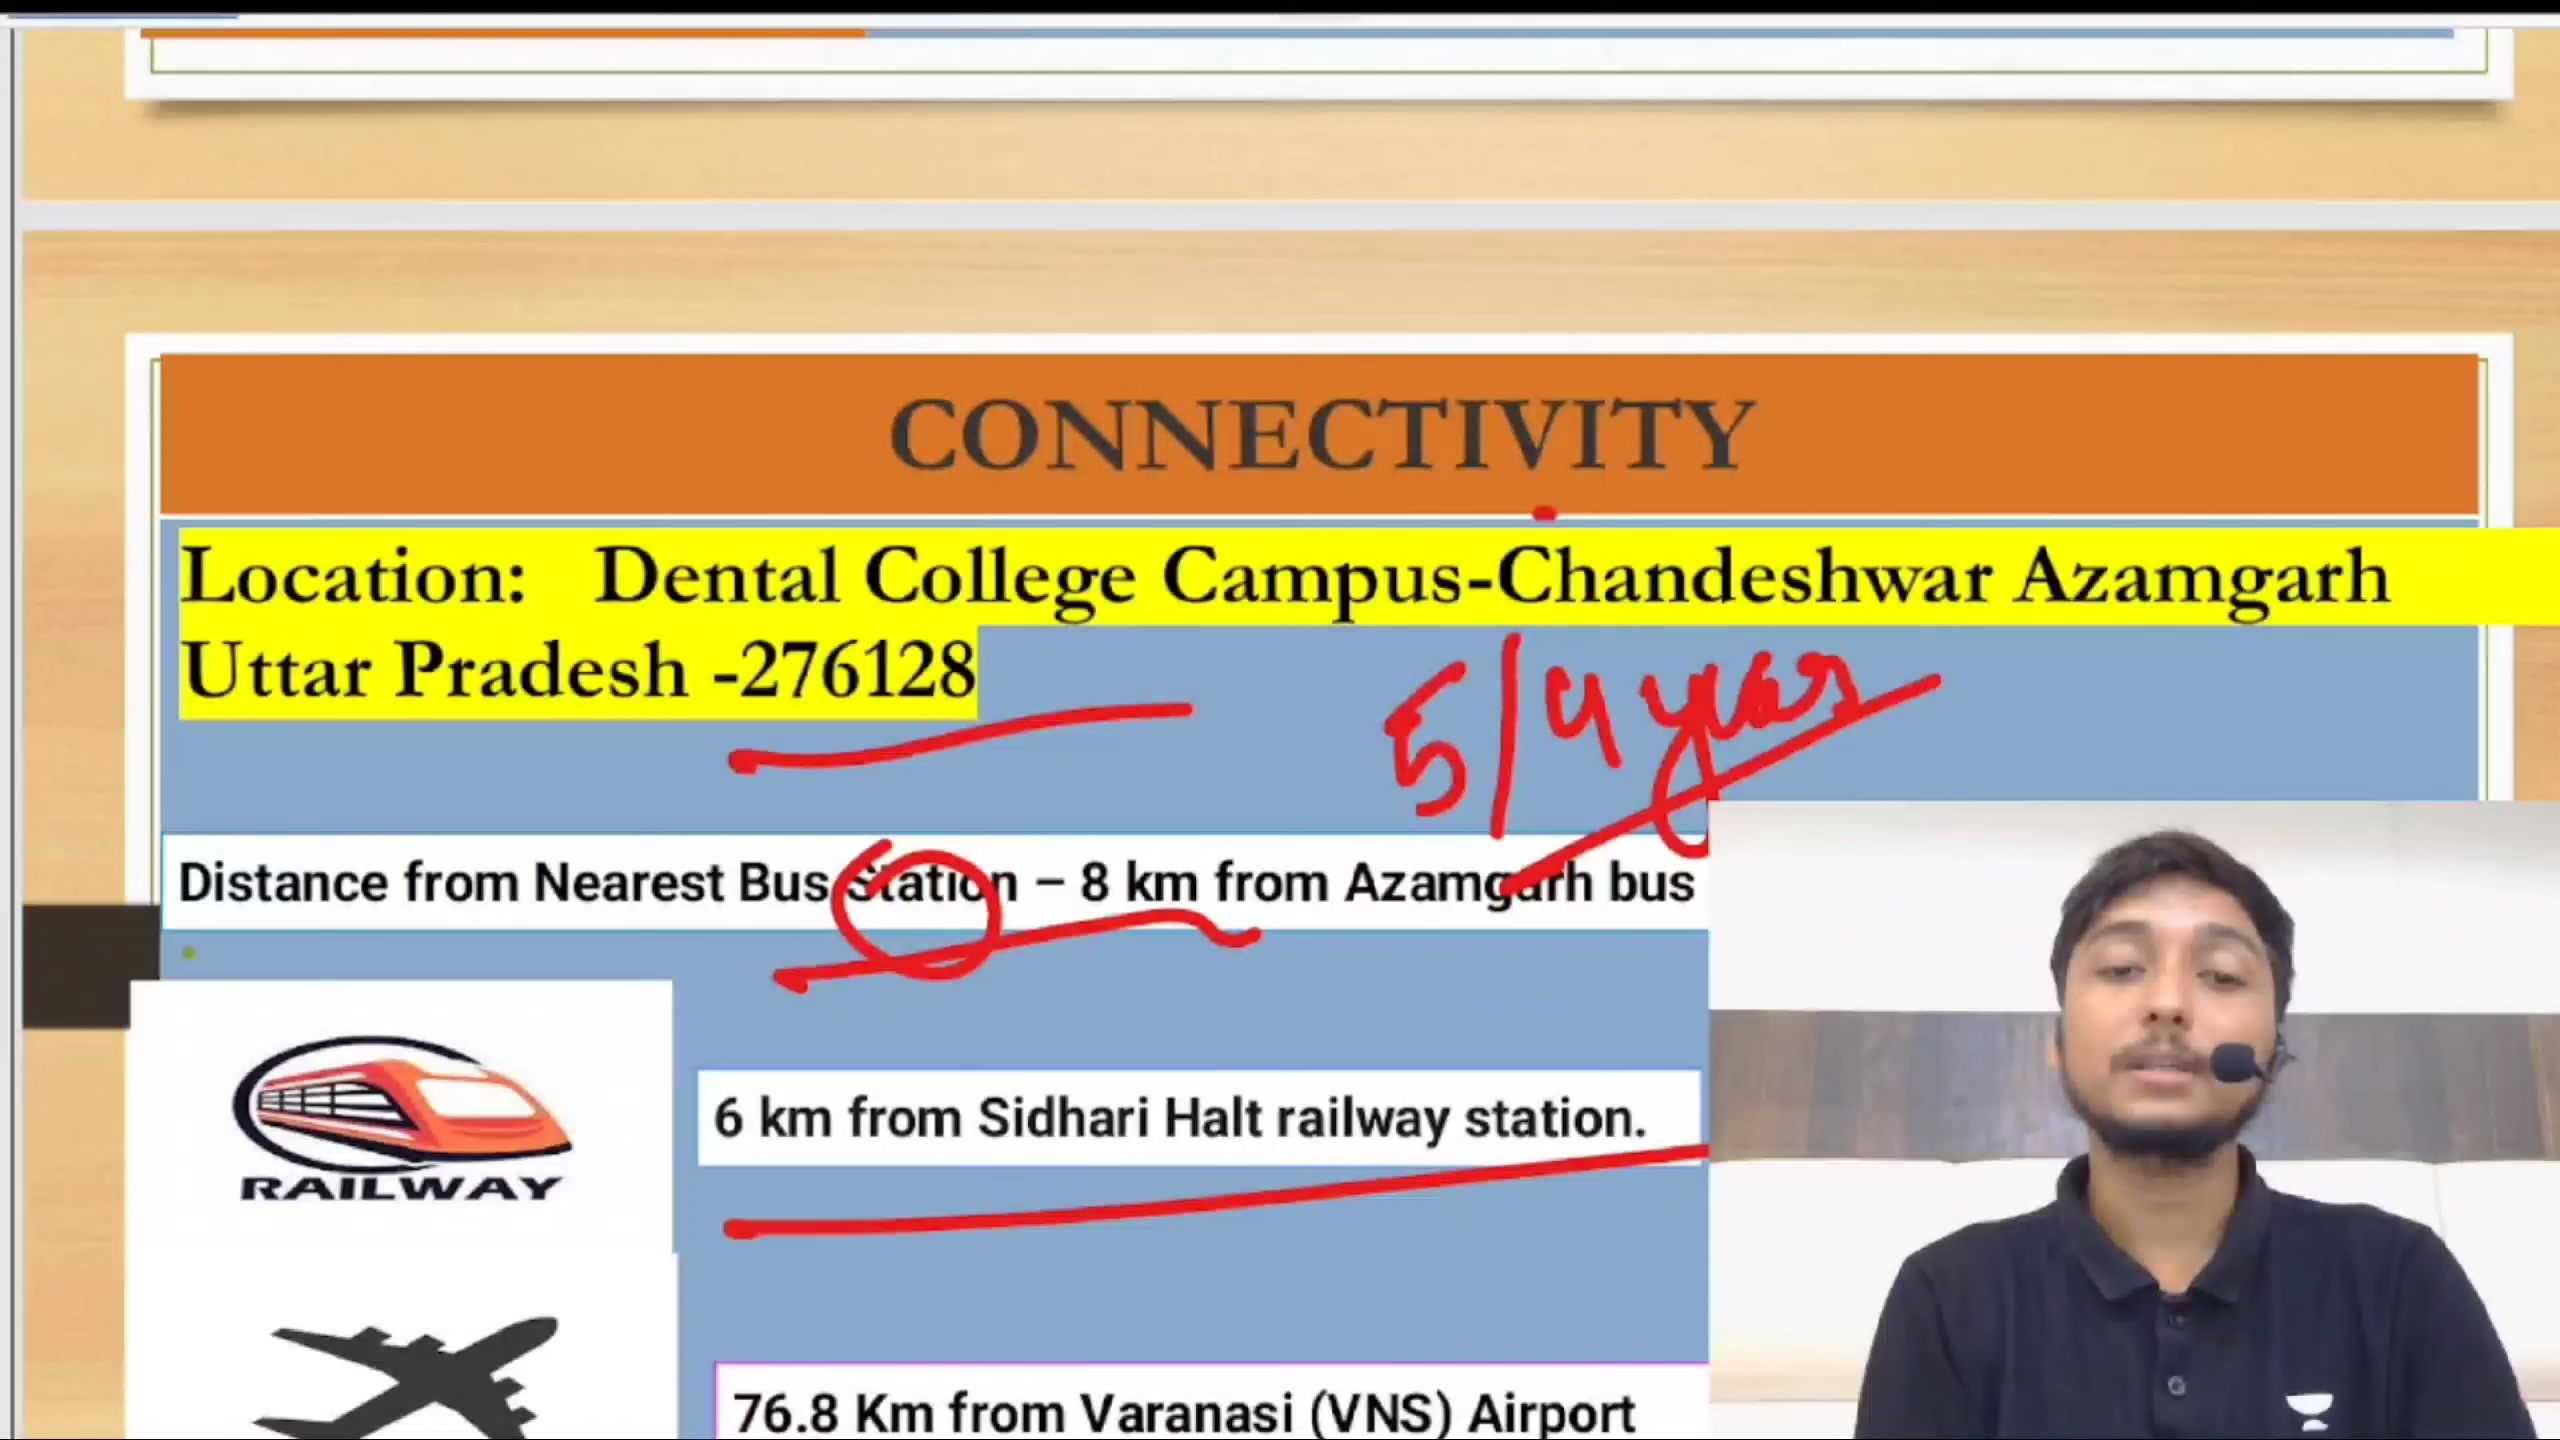 CONNECTIVITY
Location: Dental College Campus-Chandeshwar Azamgarh
Uttar Pradesh -276128
5/4 year
Distance from Nearest Bus Station – 8 km from Azamgarh bus
RAILWAY
6 km from Sidhari Halt railway station.
76.8 Km from Varanasi (VNS) Airport